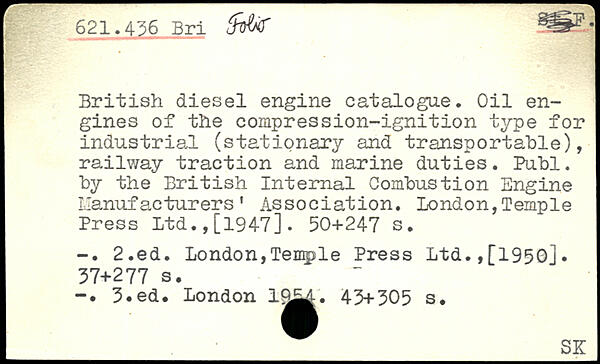 621.436 Bri Folio
F.
British diesel engine catalogue. Oil en-
gines of the compression-ignition type for
industrial (stationary and transportable),
railway traction and marine duties. Publ.
by the British Internal Combustion Engine
Manufacturers' Association. London,Temple
Press Ltd.,[1947]. 50+247 s.
-. 2.ed. London,Temple Press Ltd.,[1950].
37+277 s.
-. 3.ed. London 1954. 43+305 s.
SK